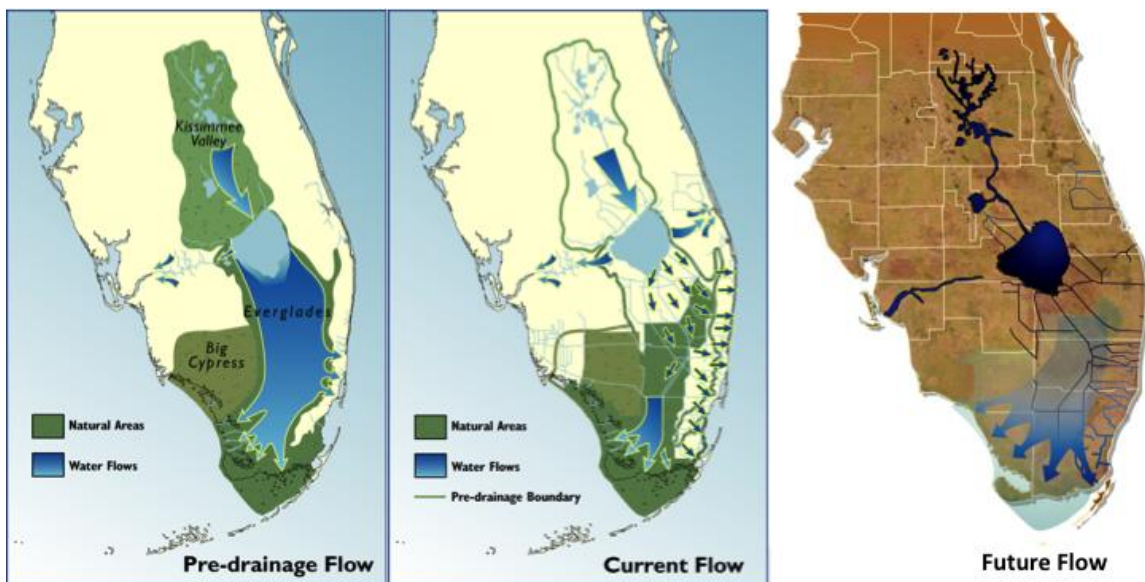 Kissimmee
Valley
Everglades
Big
Cypress
Natural Areas
Water Flows
Pre-drainage Flow
Natural Areas
Water Flows
Pre-drainage Boundary
Current Flow
Future Flow